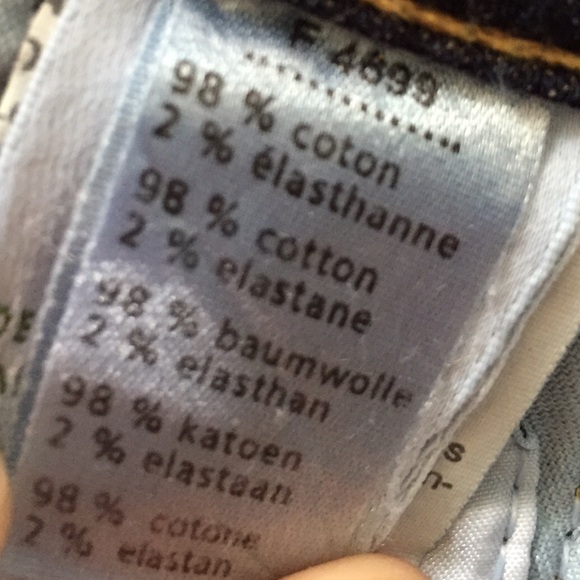 F 4699
98 % coton
2 % élasthanne
98 % cotton
2 % elastane
98 % baumwolle
2 % elasthan
98 % katoen
2 % elastaan
98 % cotone
2 % elastan
s
n-